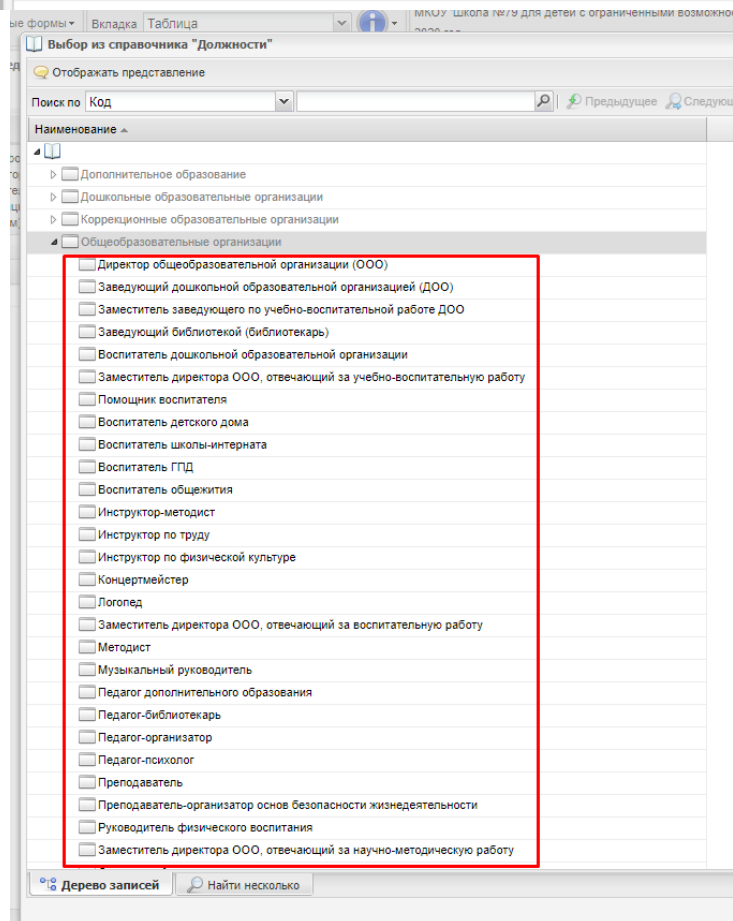 ые формы Вкладка Таблица
МКОУ "Школа №79 для детей с ограниченными возможнос
Выбор из справочника "Должности"
Отображать представление
Поиск по Код Предыдущее Следующ
Наименование
Дополнительное образование
Дошкольные образовательные организации
Коррекционные образовательные организации
Общеобразовательные организации
Директор общеобразовательной организации (ООО)
Заведующий дошкольной образовательной организацией (ДОО)
Заместитель заведующего по учебно-воспитательной работе ДОО
Заведующий библиотекой (библиотекарь)
Воспитатель дошкольной образовательной организации
Заместитель директора ООО, отвечающий за учебно-воспитательную работу
Помощник воспитателя
Воспитатель детского дома
Воспитатель школы-интерната
Воспитатель ГПД
Воспитатель общежития
Инструктор-методист
Инструктор по труду
Инструктор по физической культуре
Концертмейстер
Логопед
Заместитель директора ООО, отвечающий за воспитательную работу
Методист
Музыкальный руководитель
Педагог дополнительного образования
Педагог-библиотекарь
Педагог-организатор
Педагог-психолог
Преподаватель
Преподаватель-организатор основ безопасности жизнедеятельности
Руководитель физического воспитания
Заместитель директора ООО, отвечающий за научно-методическую работу
Дерево записей Найти несколько